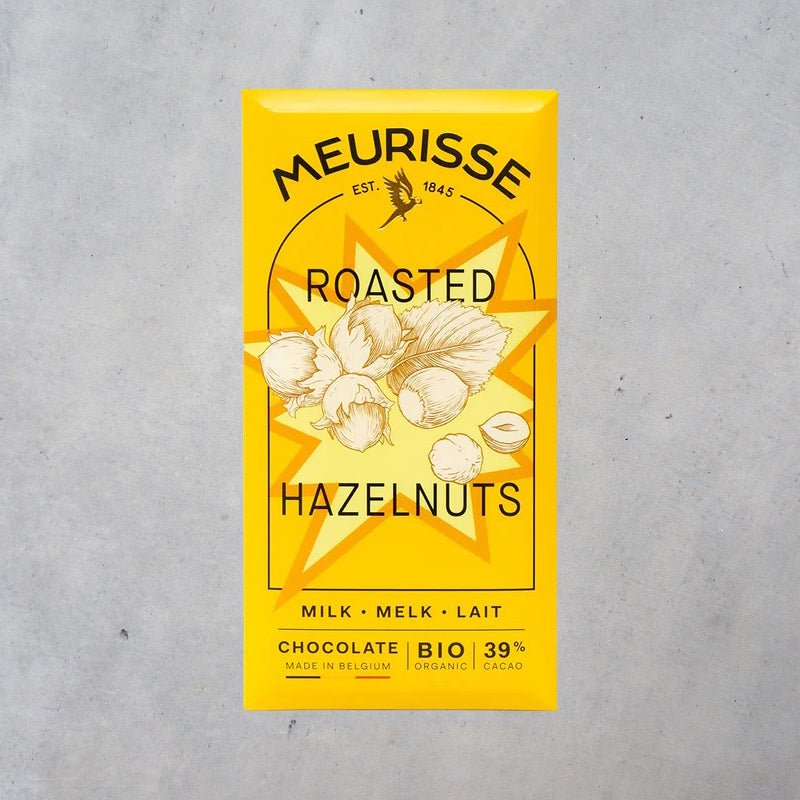 MEURISSE
EST. 1845
ROASTED
HAZELNUTS
MILK • MELK • LAIT
CHOCOLATE
MADE IN BELGIUM
BIO
ORGANIC
39%
CACAO